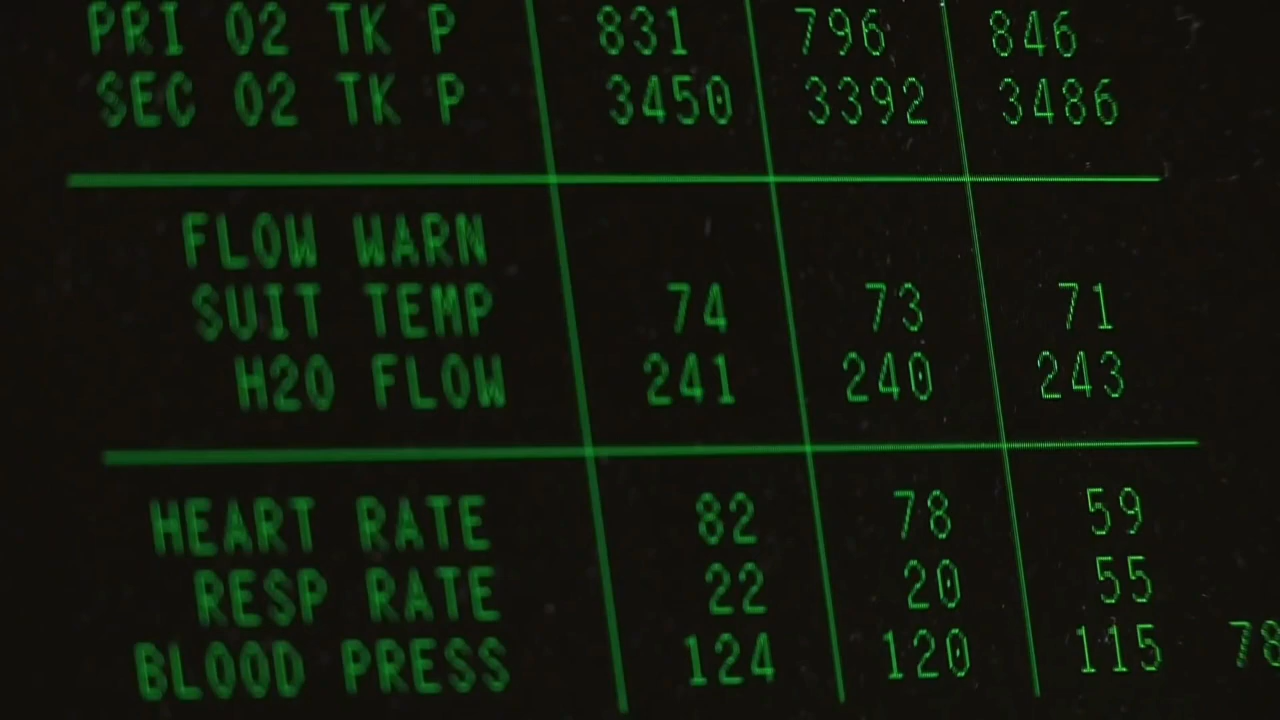 PRI O2 TK P 831 796 846
SEC O2 TK P 3450 3392 3486
FLOW WARN
SUIT TEMP 74 73 71
H2O FLOW 241 240 243
HEART RATE 82 78 59
RESP RATE 22 20 55
BLOOD PRESS 124 120 115 78